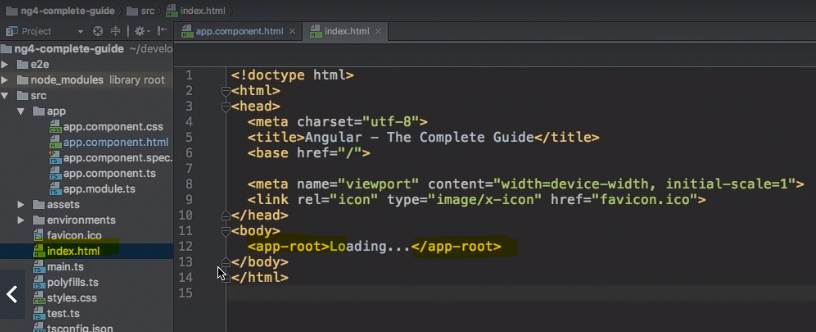 ng4-complete-guide src index.html
Project
app.component.html × index.html ×
ng4-complete-guide ~/develo
e2e
node_modules library root
src
app
app.component.css
app.component.html
app.component.spec.
app.component.ts
app.module.ts
assets
environments
favicon.ico
index.html
main.ts
polyfills.ts
styles.css
test.ts
tsconfig.json
1 <!doctype html>
2 <html>
3 <head>
4 <meta charset="utf-8">
5 <title>Angular - The Complete Guide</title>
6 <base href="/">
7
8 <meta name="viewport" content="width=device-width, initial-scale=1">
9 <link rel="icon" type="image/x-icon" href="favicon.ico">
10 </head>
11 <body>
12 <app-root>Loading...</app-root>
13 </body>
14 </html>
15